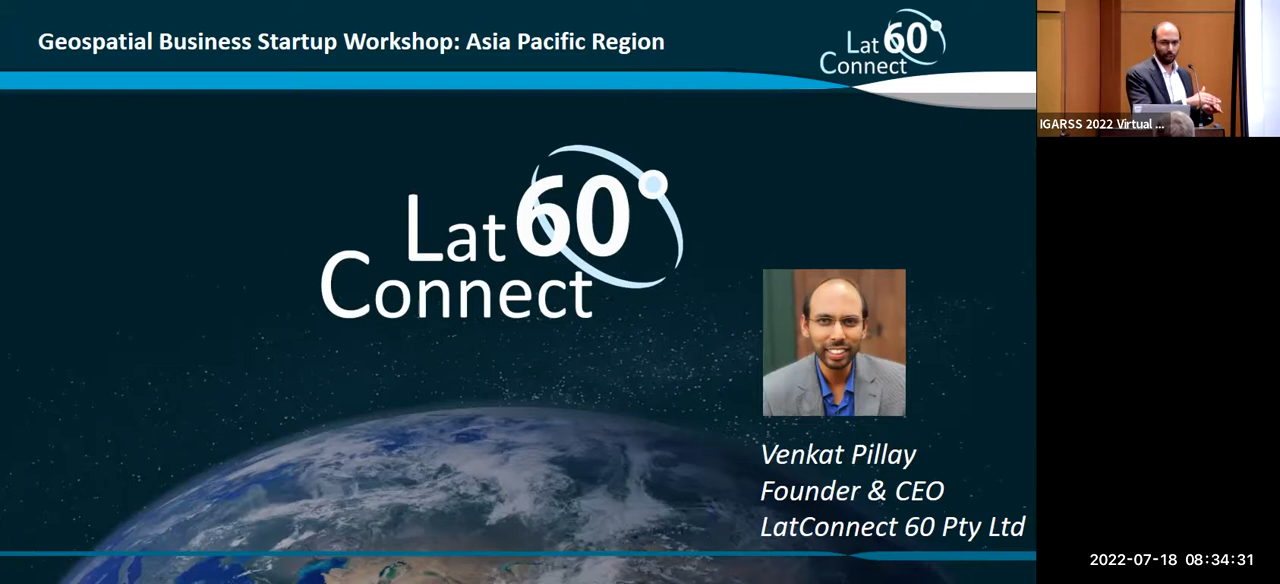 Geospatial Business Startup Workshop: Asia Pacific Region
Lat 60
Connect
IGARSS 2022 Virtual ...
Lat 60
Connect
Venkat Pillay
Founder & CEO
LatConnect 60 Pty Ltd
2022-07-18 08:34:31